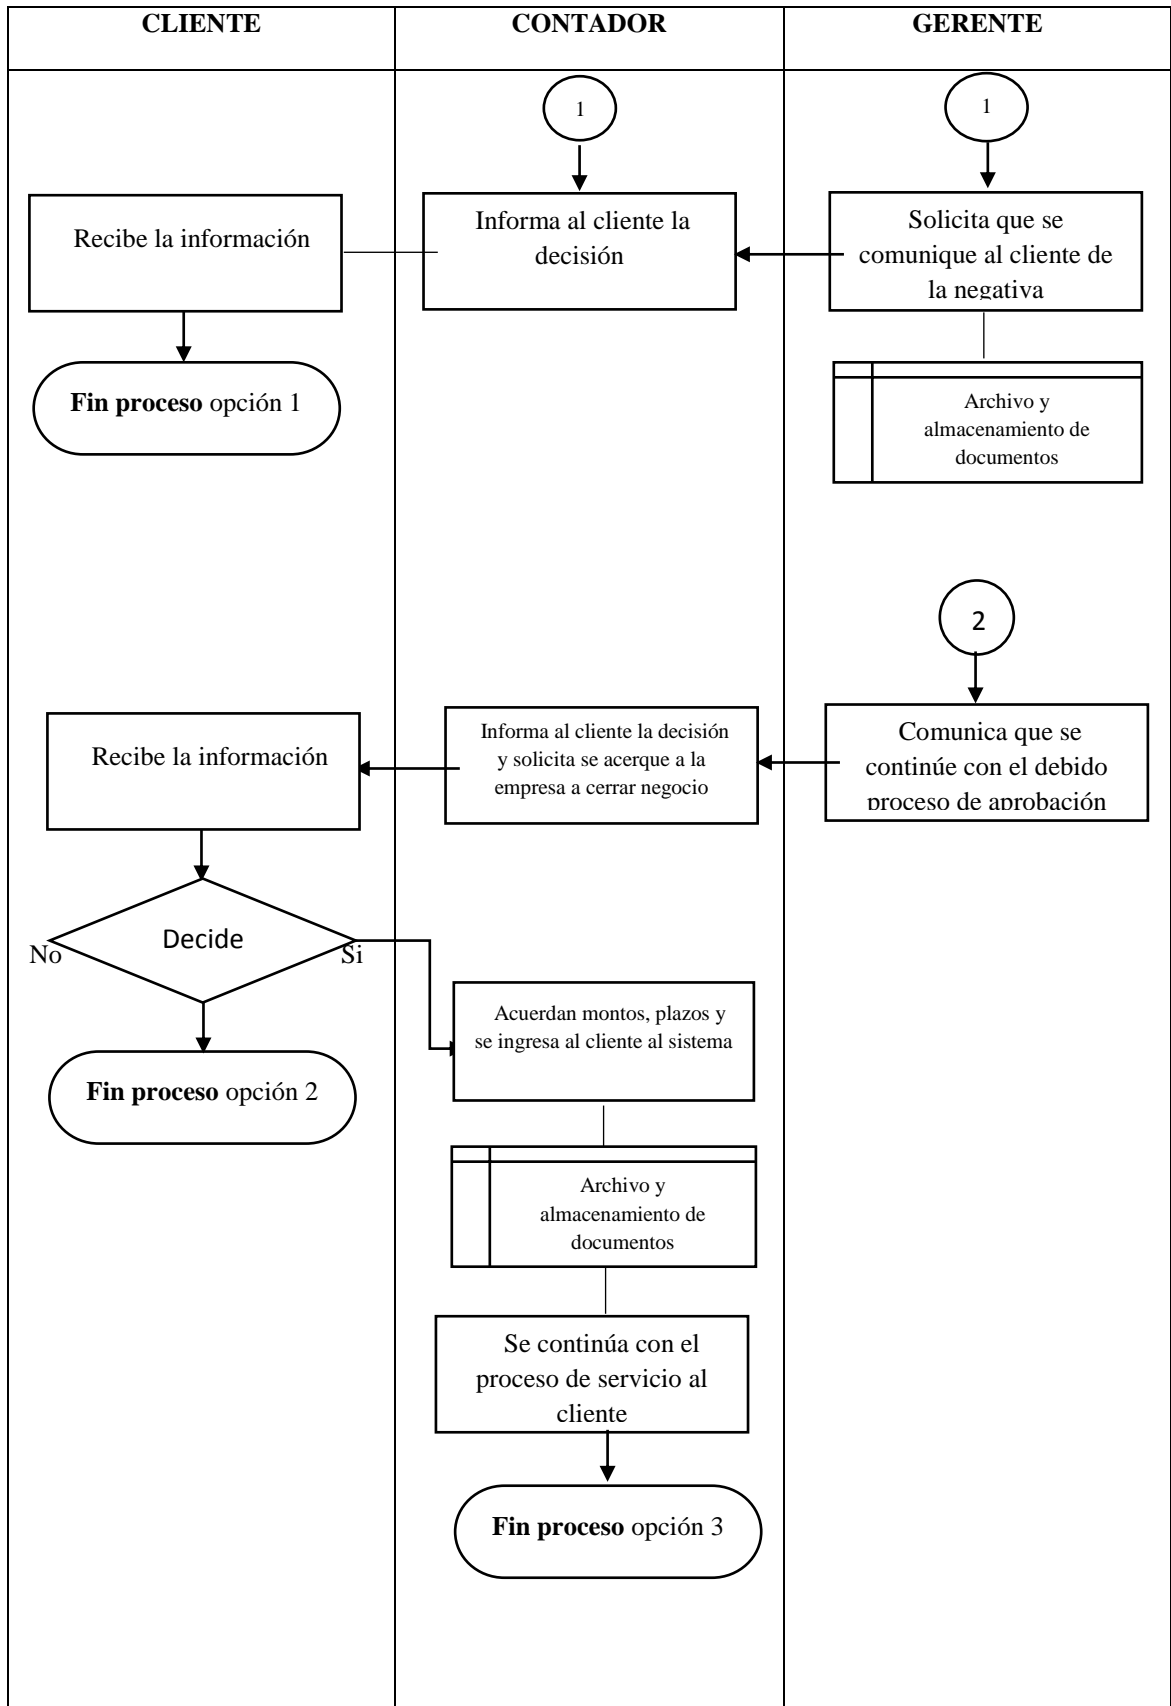 CLIENTE
CONTADOR
GERENTE
1
1
Recibe la información
Informa al cliente la
decisión
Solicita que se
comunique al cliente de
la negativa
Fin proceso opción 1
Archivo y
almacenamiento de
documentos
2
Recibe la información
Informa al cliente la decisión
y solicita se acerque a la
empresa a cerrar negocio
Comunica que se
continúe con el debido
proceso de aprobación
Decide
No
Si
Acuerdan montos, plazos y
se ingresa al cliente al sistema
Fin proceso opción 2
Archivo y
almacenamiento de
documentos
Se continúa con el
proceso de servicio al
cliente
Fin proceso opción 3